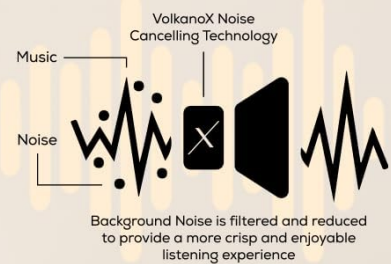 VolkanoX Noise
Cancelling Technology
Music
X
Noise
Background Noise is filtered and reduced
to provide a more crisp and enjoyable
listening experience